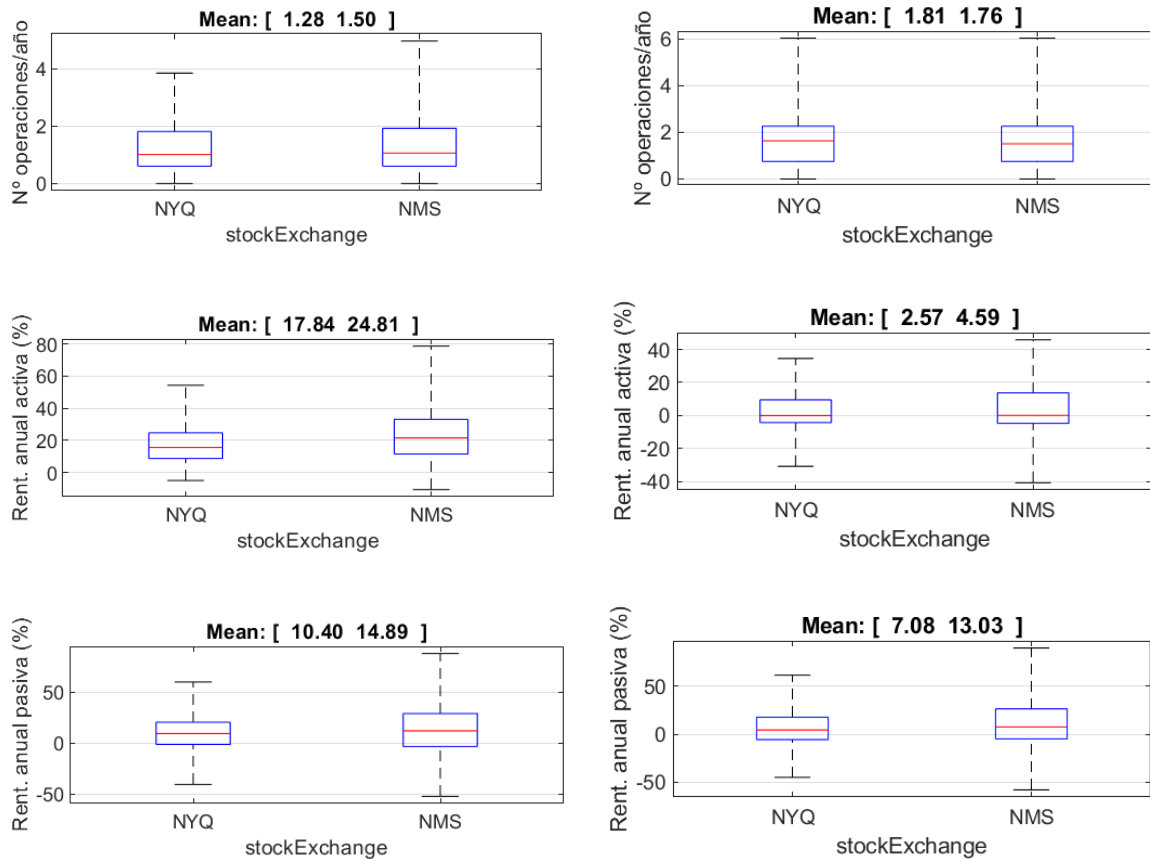 Mean: [ 1.28 1.50 ]
Nº operaciones/año
4
2
0
NYQ NMS
stockExchange
Mean: [ 1.81 1.76 ]
Nº operaciones/año
6
4
2
0
NYQ NMS
stockExchange
Mean: [ 17.84 24.81 ]
Rent. anual activa (%)
80
60
40
20
0
NYQ NMS
stockExchange
Mean: [ 2.57 4.59 ]
Rent. anual activa (%)
40
20
0
-20
-40
NYQ NMS
stockExchange
Mean: [ 10.40 14.89 ]
Rent. anual pasiva (%)
50
0
-50
NYQ NMS
stockExchange
Mean: [ 7.08 13.03 ]
Rent. anual pasiva (%)
50
0
-50
NYQ NMS
stockExchange